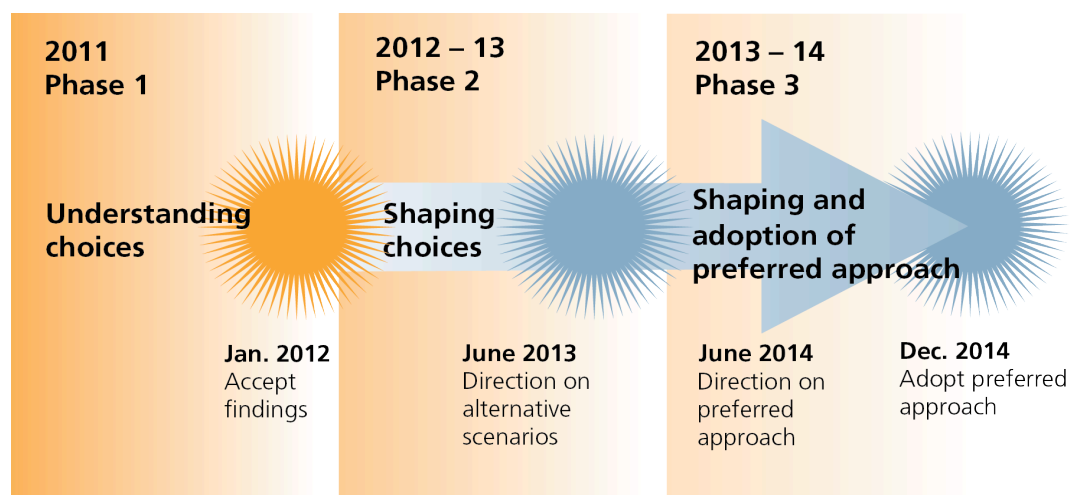 2011
Phase 1
2012 – 13
Phase 2
2013 – 14
Phase 3
Understanding
choices
Shaping
choices
Shaping and
adoption of
preferred approach
Jan. 2012
Accept
findings
June 2013
Direction on
alternative
scenarios
June 2014
Direction on
preferred
approach
Dec. 2014
Adopt preferred
approach